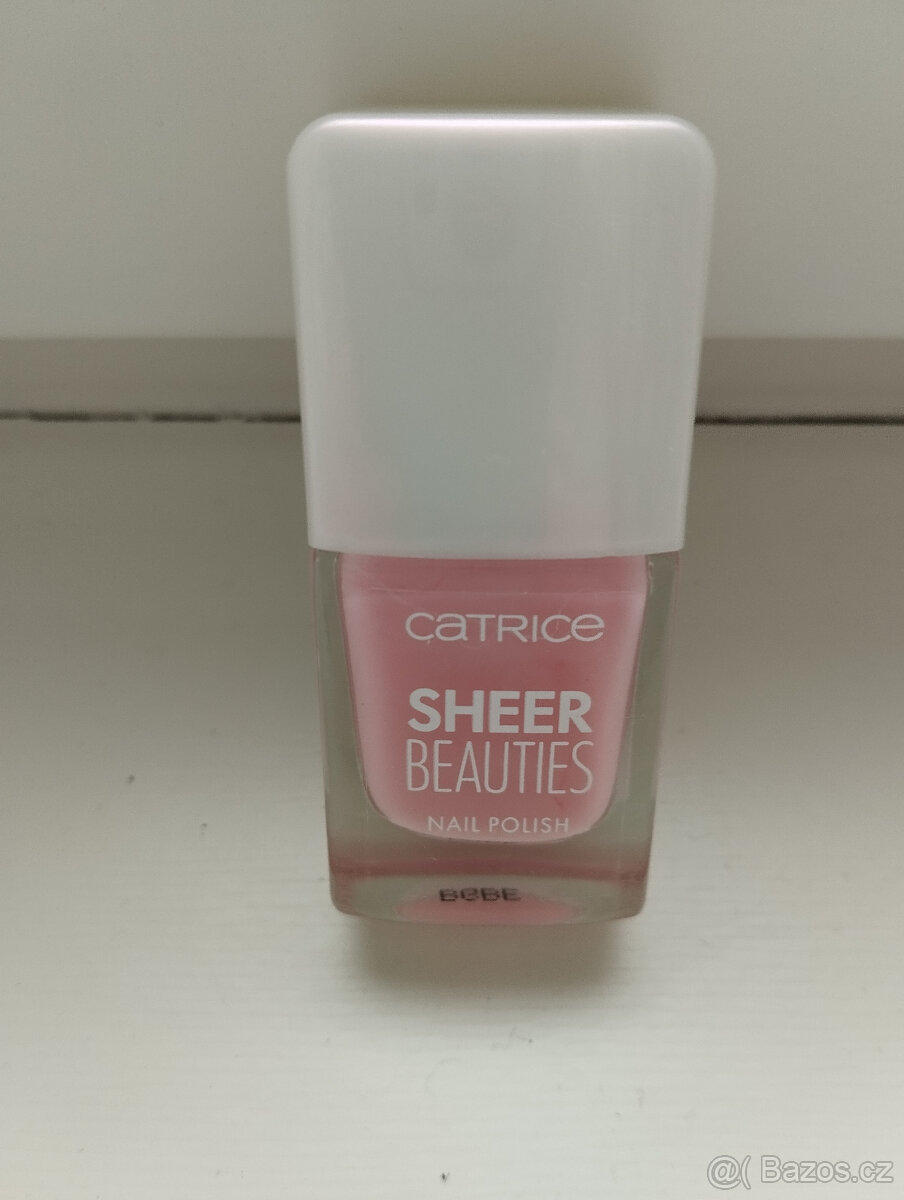 CATRICE
SHEER
BEAUTIES
NAIL POLISH
@( Bazos.cz